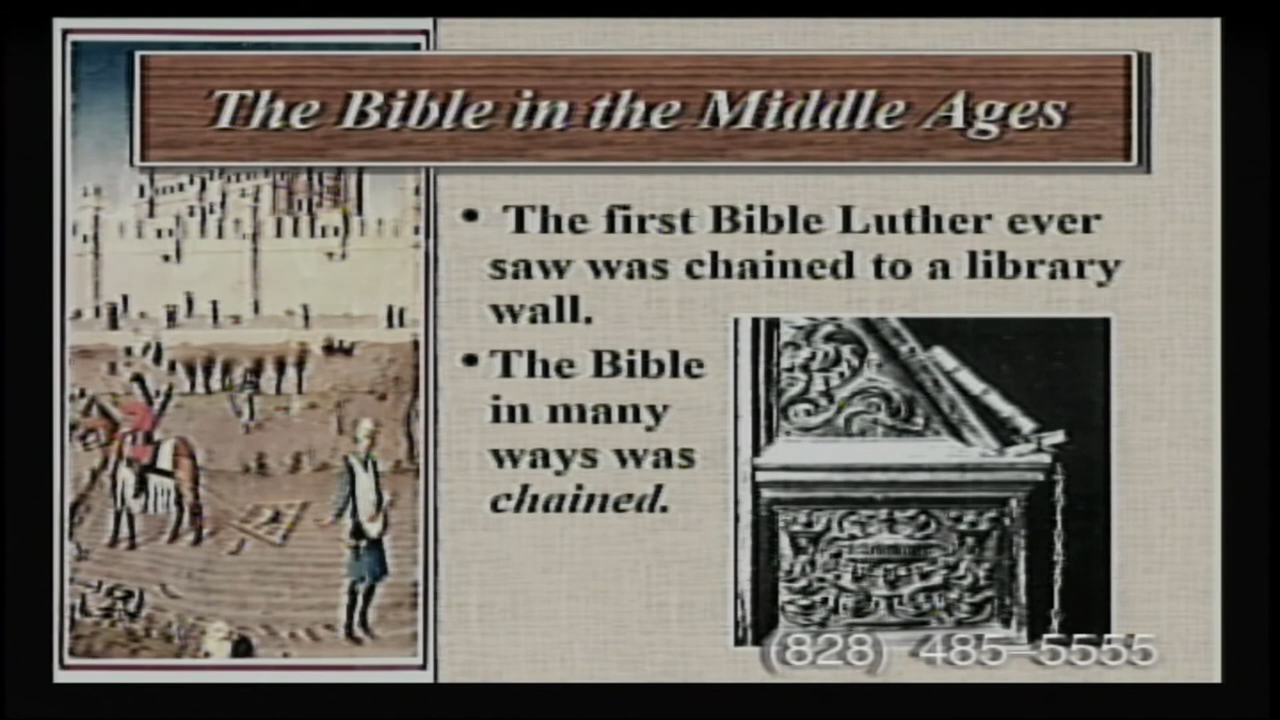 The Bible in the Middle Ages
• The first Bible Luther ever
saw was chained to a library
wall.
• The Bible
in many
ways was
chained.
(828) 485-5555